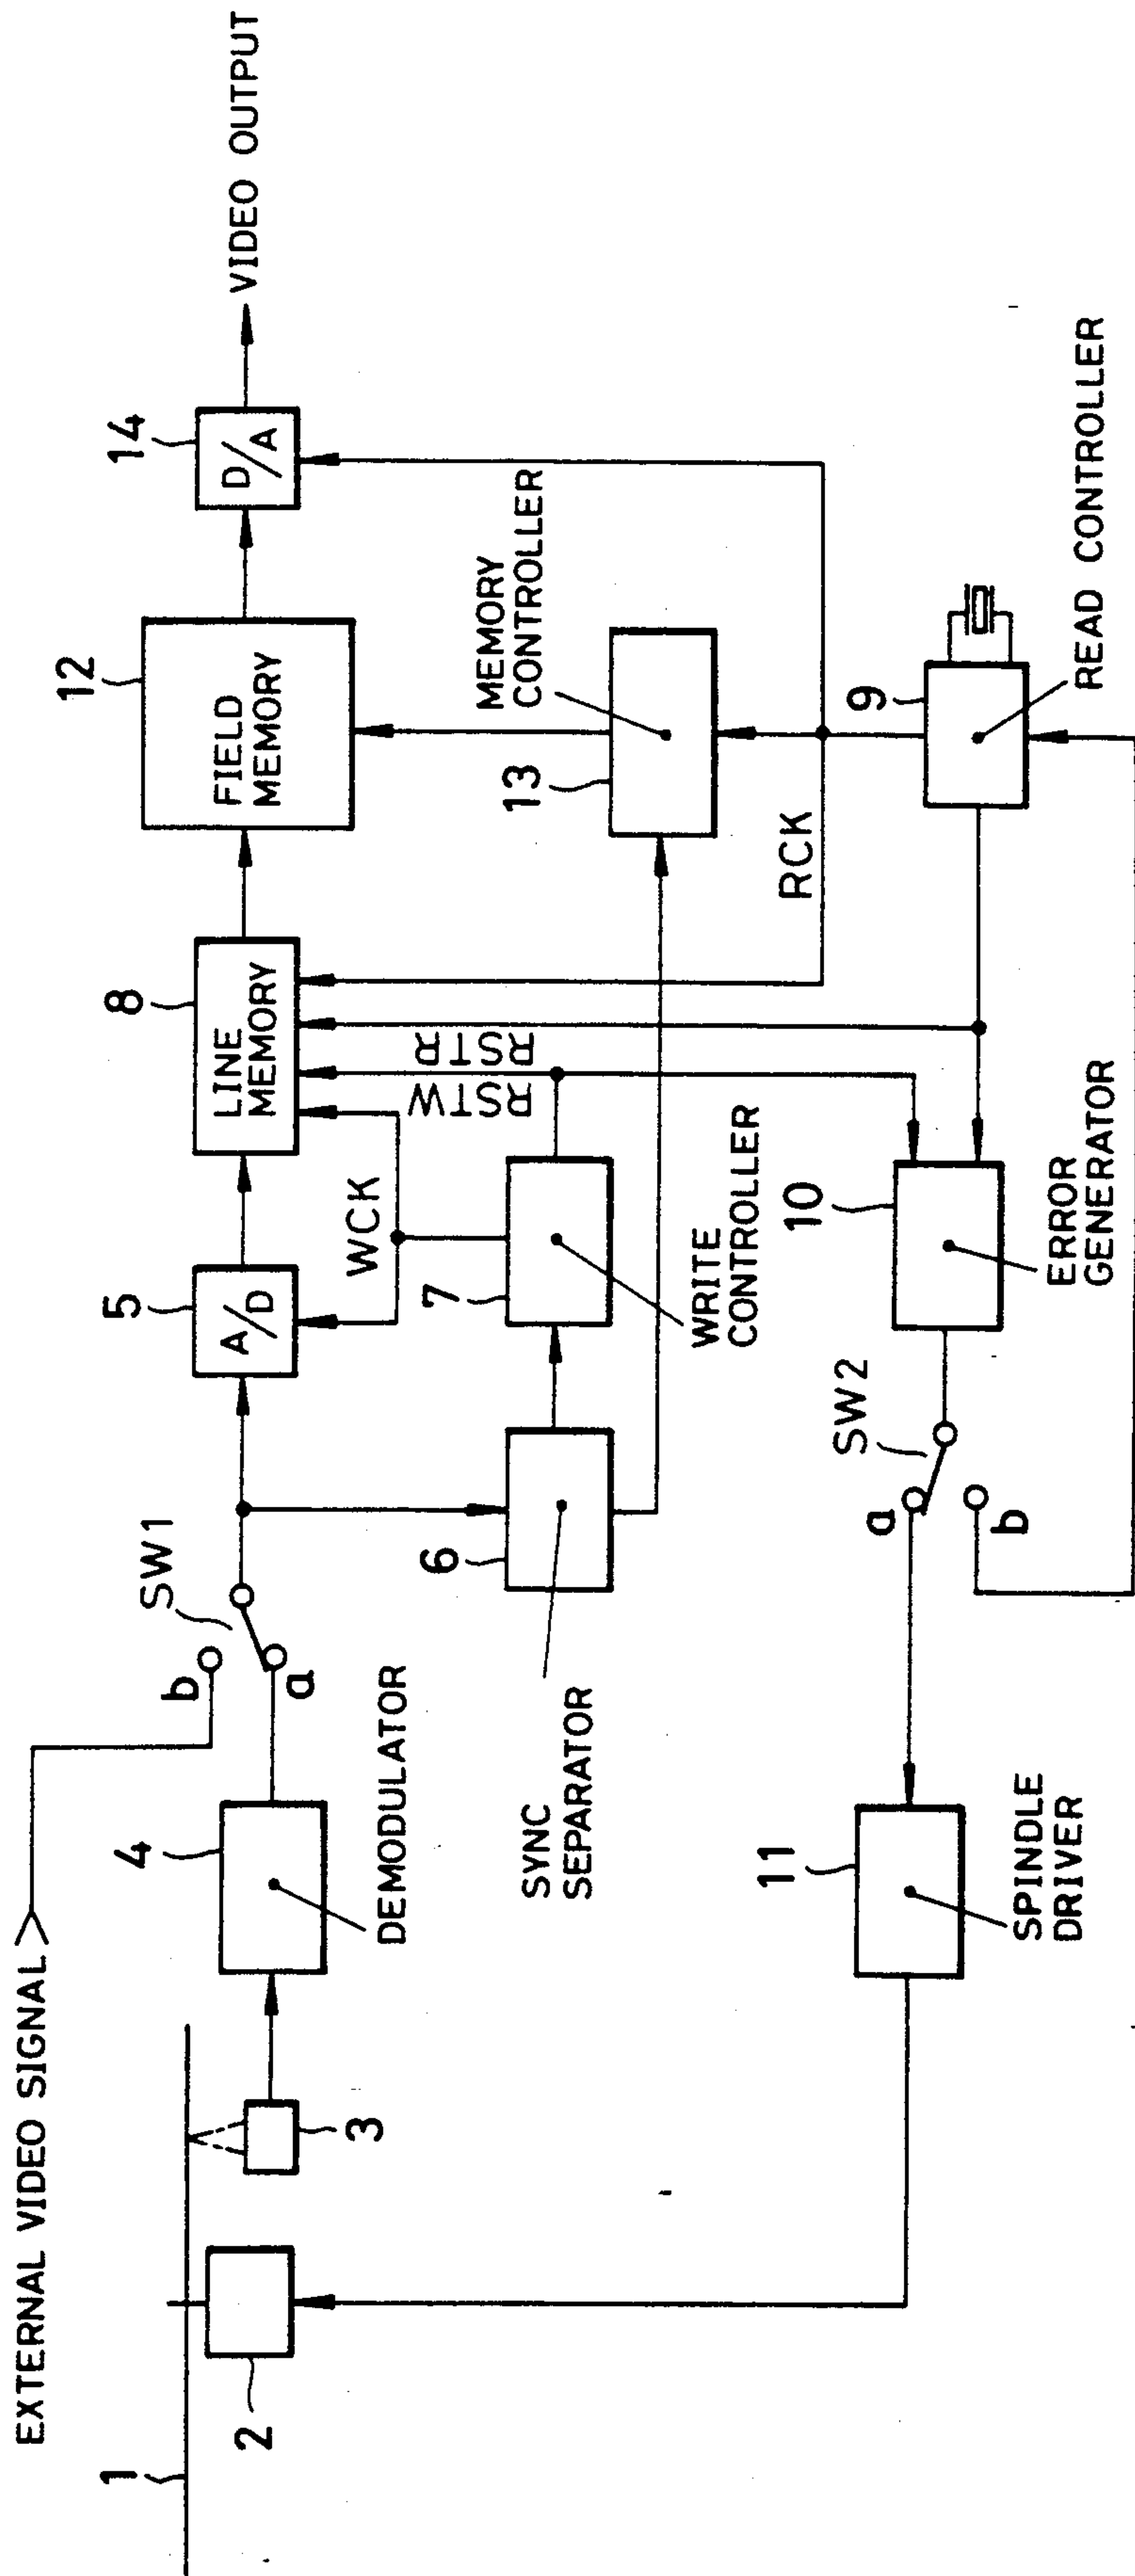 EXTERNAL VIDEO SIGNAL
1
2
3
4
DEMODULATOR
b
a
SW1
5
A/D
6
SYNC
SEPARATOR
7
WRITE
CONTROLLER
WCK
RSTW
RSTR
8
LINE
MEMORY
12
FIELD
MEMORY
14
D/A
VIDEO OUTPUT
13
MEMORY
CONTROLLER
RCK
9
READ CONTROLLER
10
ERROR
GENERATOR
SW2
a
b
11
SPINDLE
DRIVER